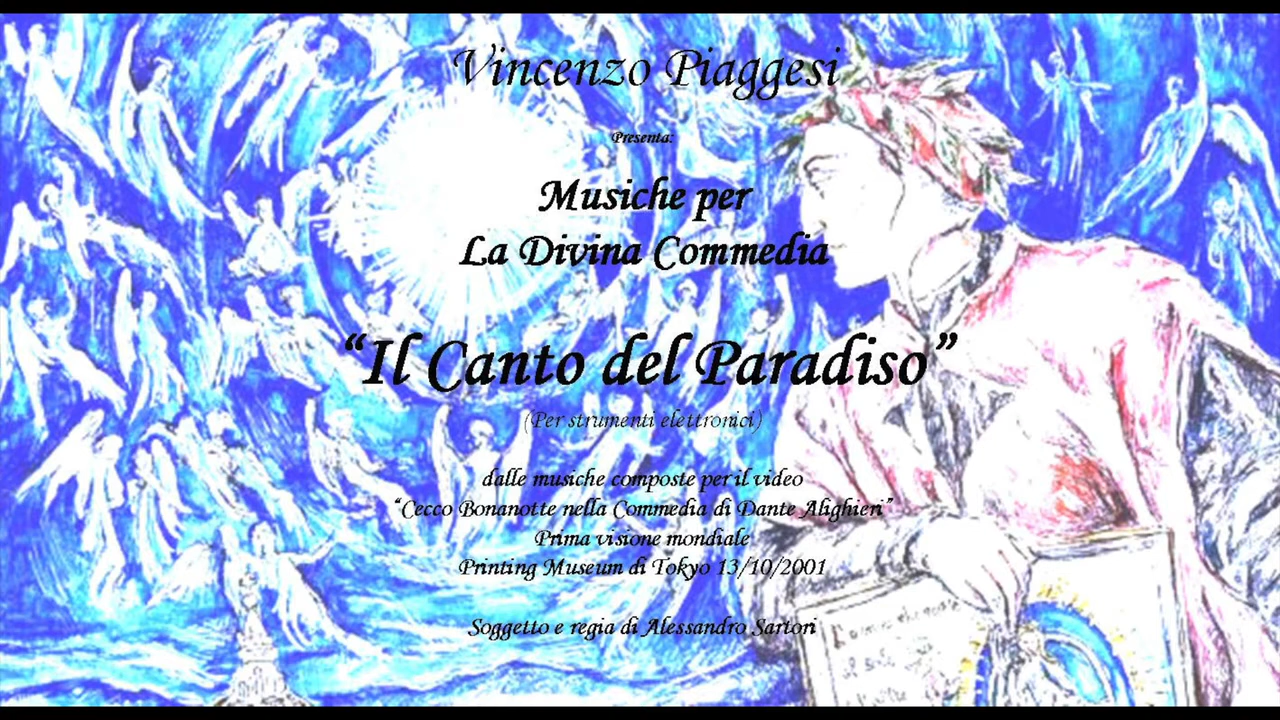 Vincenzo Piaggesi
Presenta:
Musiche per
La Divina Commedia
“Il Canto del Paradiso”
(Per strumenti elettronici)
dalle musiche composte per il video
“Cecco Bonanotte nella Commedia di Dante Alighieri”
Prima visione mondiale
Printing Museum di Tokyo 13/10/2001
Soggetto e regia di Alessandro Sartori